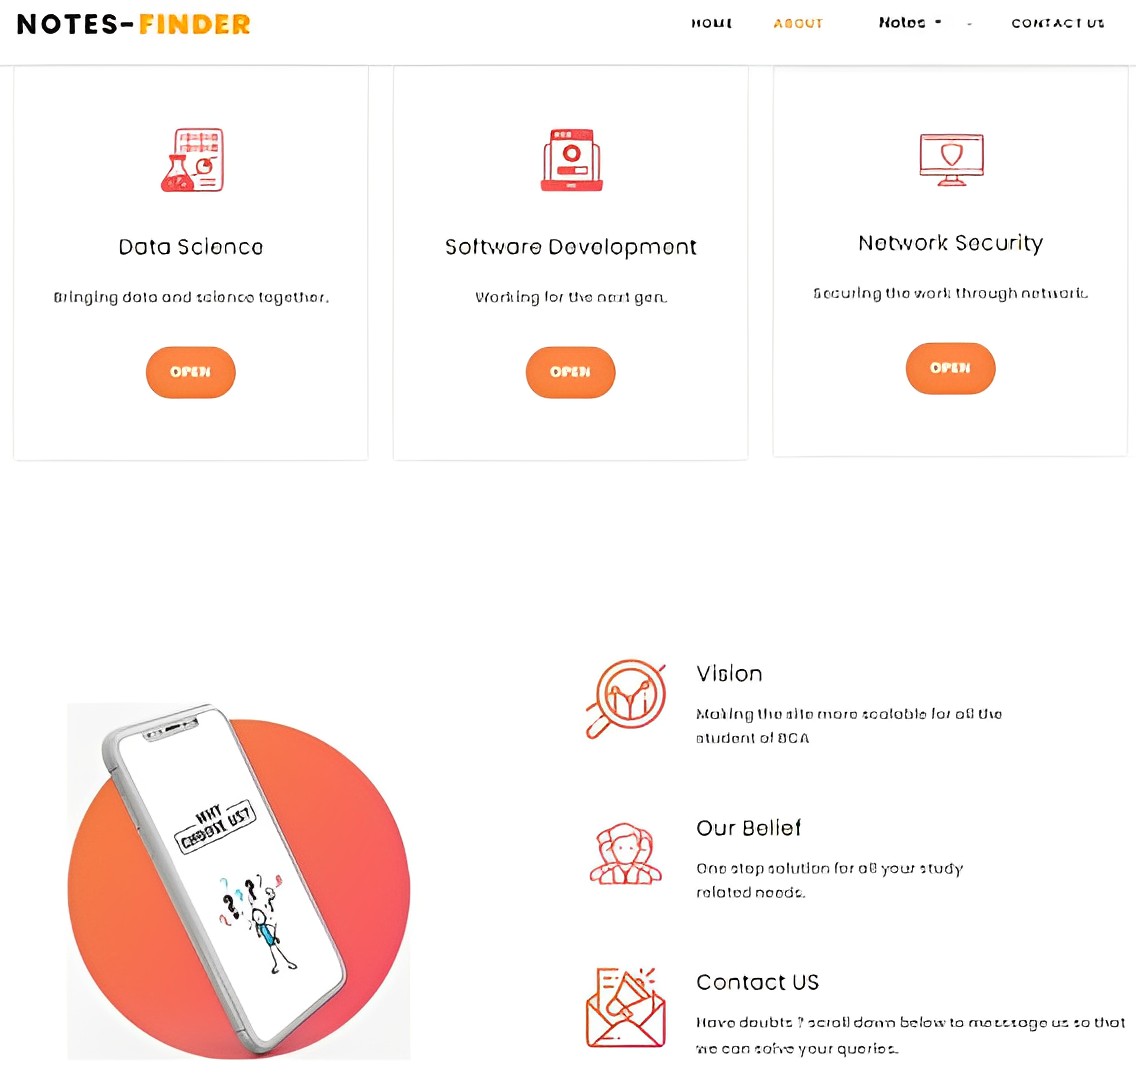 NOTES-FINDER
HOME ABOUT Notes - CONTACT US
Data Science
Bringing data and science together.
OPEN
Software Development
Working for the next gen.
OPEN
Network Security
Securing the work through network.
OPEN
WHY
CHOOSE US?
Vision
Making the site more scalable for all the
student of BCA
Our Belief
One stop solution for all your study
related needs.
Contact US
Have doubts ? scroll down below to message us so that
we can solve your queries.